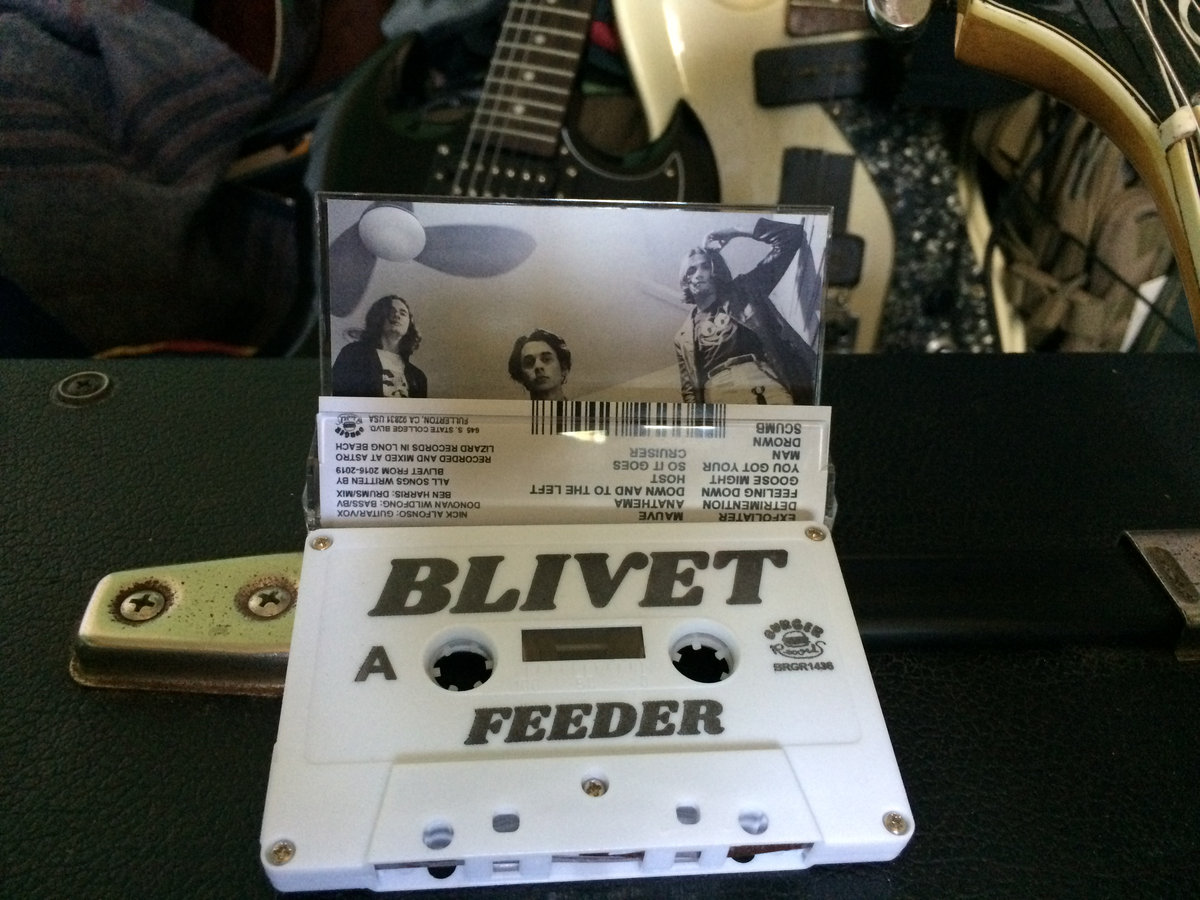 EXFOLIATER
DETRIMENTION
FEELING DOWN
GOOSE MIGHT
YOU GOT YOUR
MAN
DROWN
SCUMB
MAUVE
ANATHEMA
DOWN AND TO THE LEFT
HOST
SO IT GOES
CRUISER
NICK ALFONSO: GUITAR/VOX
DONOVAN WILDFONG: BASS/BV
BEN HARRIS: DRUMS/MIX
ALL SONGS WRITTEN BY
BLIVET FROM 2016-2019
RECORDED AND MIXED AT ASTRO
LIZARD RECORDS IN LONG BEACH
645 S. STATE COLLEGE BLVD.
FULLERTON, CA 92831 USA
BURGER
BLIVET
A
BURGER
RECORDS
BRGR1436
FEEDER